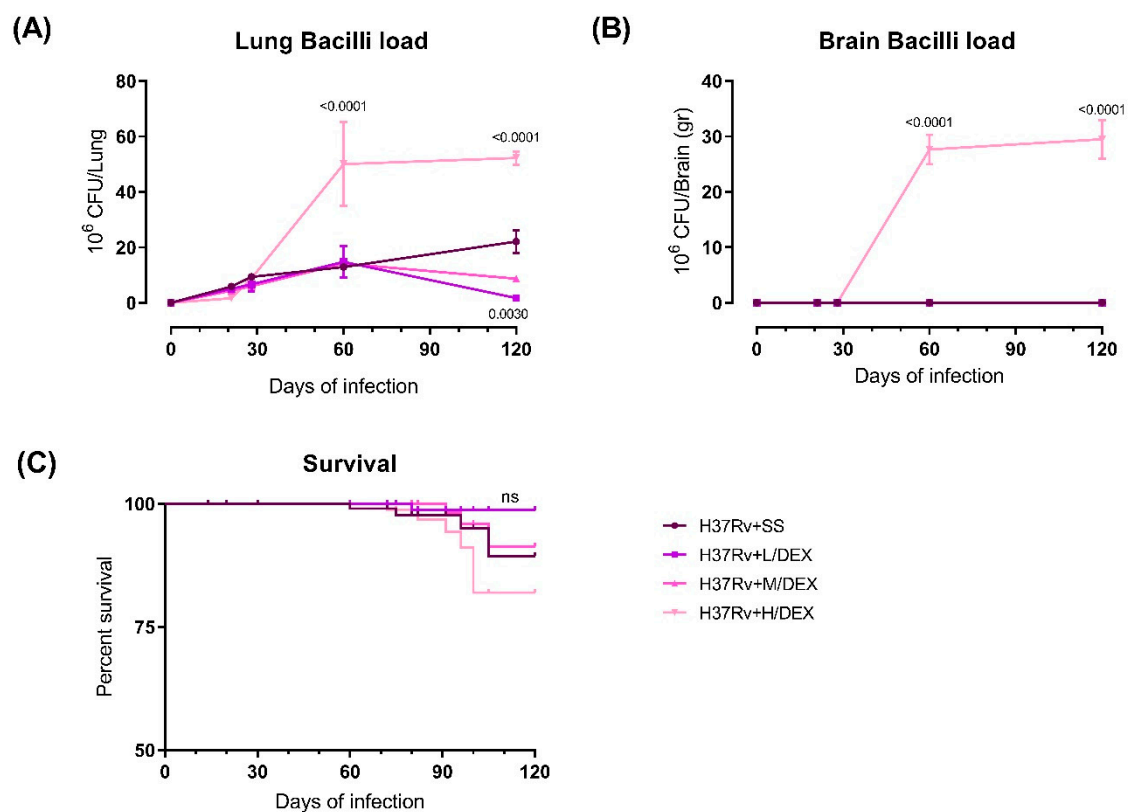 (A)
Lung Bacilli load
80
60
40
20
0
10⁶ CFU/Lung
<0.0001
<0.0001
0.0030
0 30 60 90 120
Days of infection
(B)
Brain Bacilli load
40
30
20
10
0
10⁶ CFU/Brain (gr)
<0.0001
<0.0001
0 30 60 90 120
Days of infection
(C)
Survival
100
75
50
Percent survival
ns
0 30 60 90 120
Days of infection
H37Rv+SS
H37Rv+L/DEX
H37Rv+M/DEX
H37Rv+H/DEX